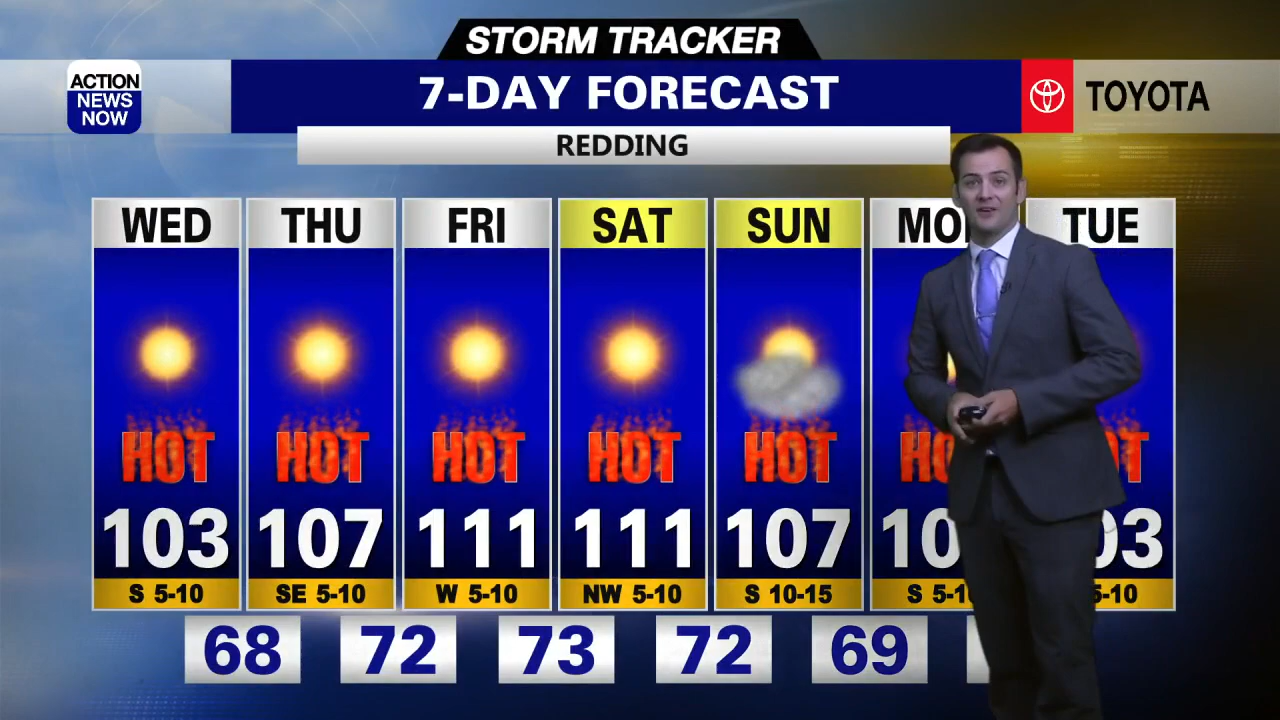 STORM TRACKER
ACTION
NEWS
NOW
7-DAY FORECAST
TOYOTA
REDDING
WED THU FRI SAT SUN TUE
HOT HOT HOT HOT HOT
103 107 111 111 107
S 5-10 SE 5-10 W 5-10 NW 5-10 S 10-15
68 72 73 72 69